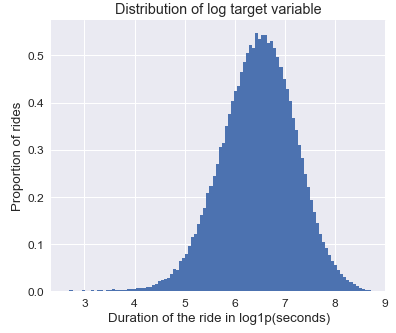 Distribution of log target variable
Proportion of rides
0.5
0.4
0.3
0.2
0.1
0.0
3 4 5 6 7 8 9
Duration of the ride in log1p(seconds)